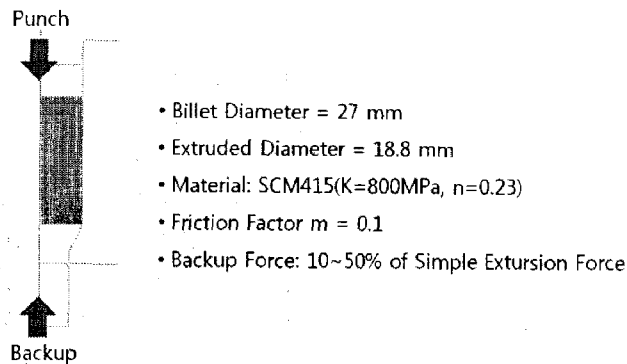 Punch
• Billet Diameter = 27 mm
• Extruded Diameter = 18.8 mm
• Material: SCM415(K=800MPa, n=0.23)
• Friction Factor m = 0.1
• Backup Force: 10~50% of Simple Extursion Force
Backup